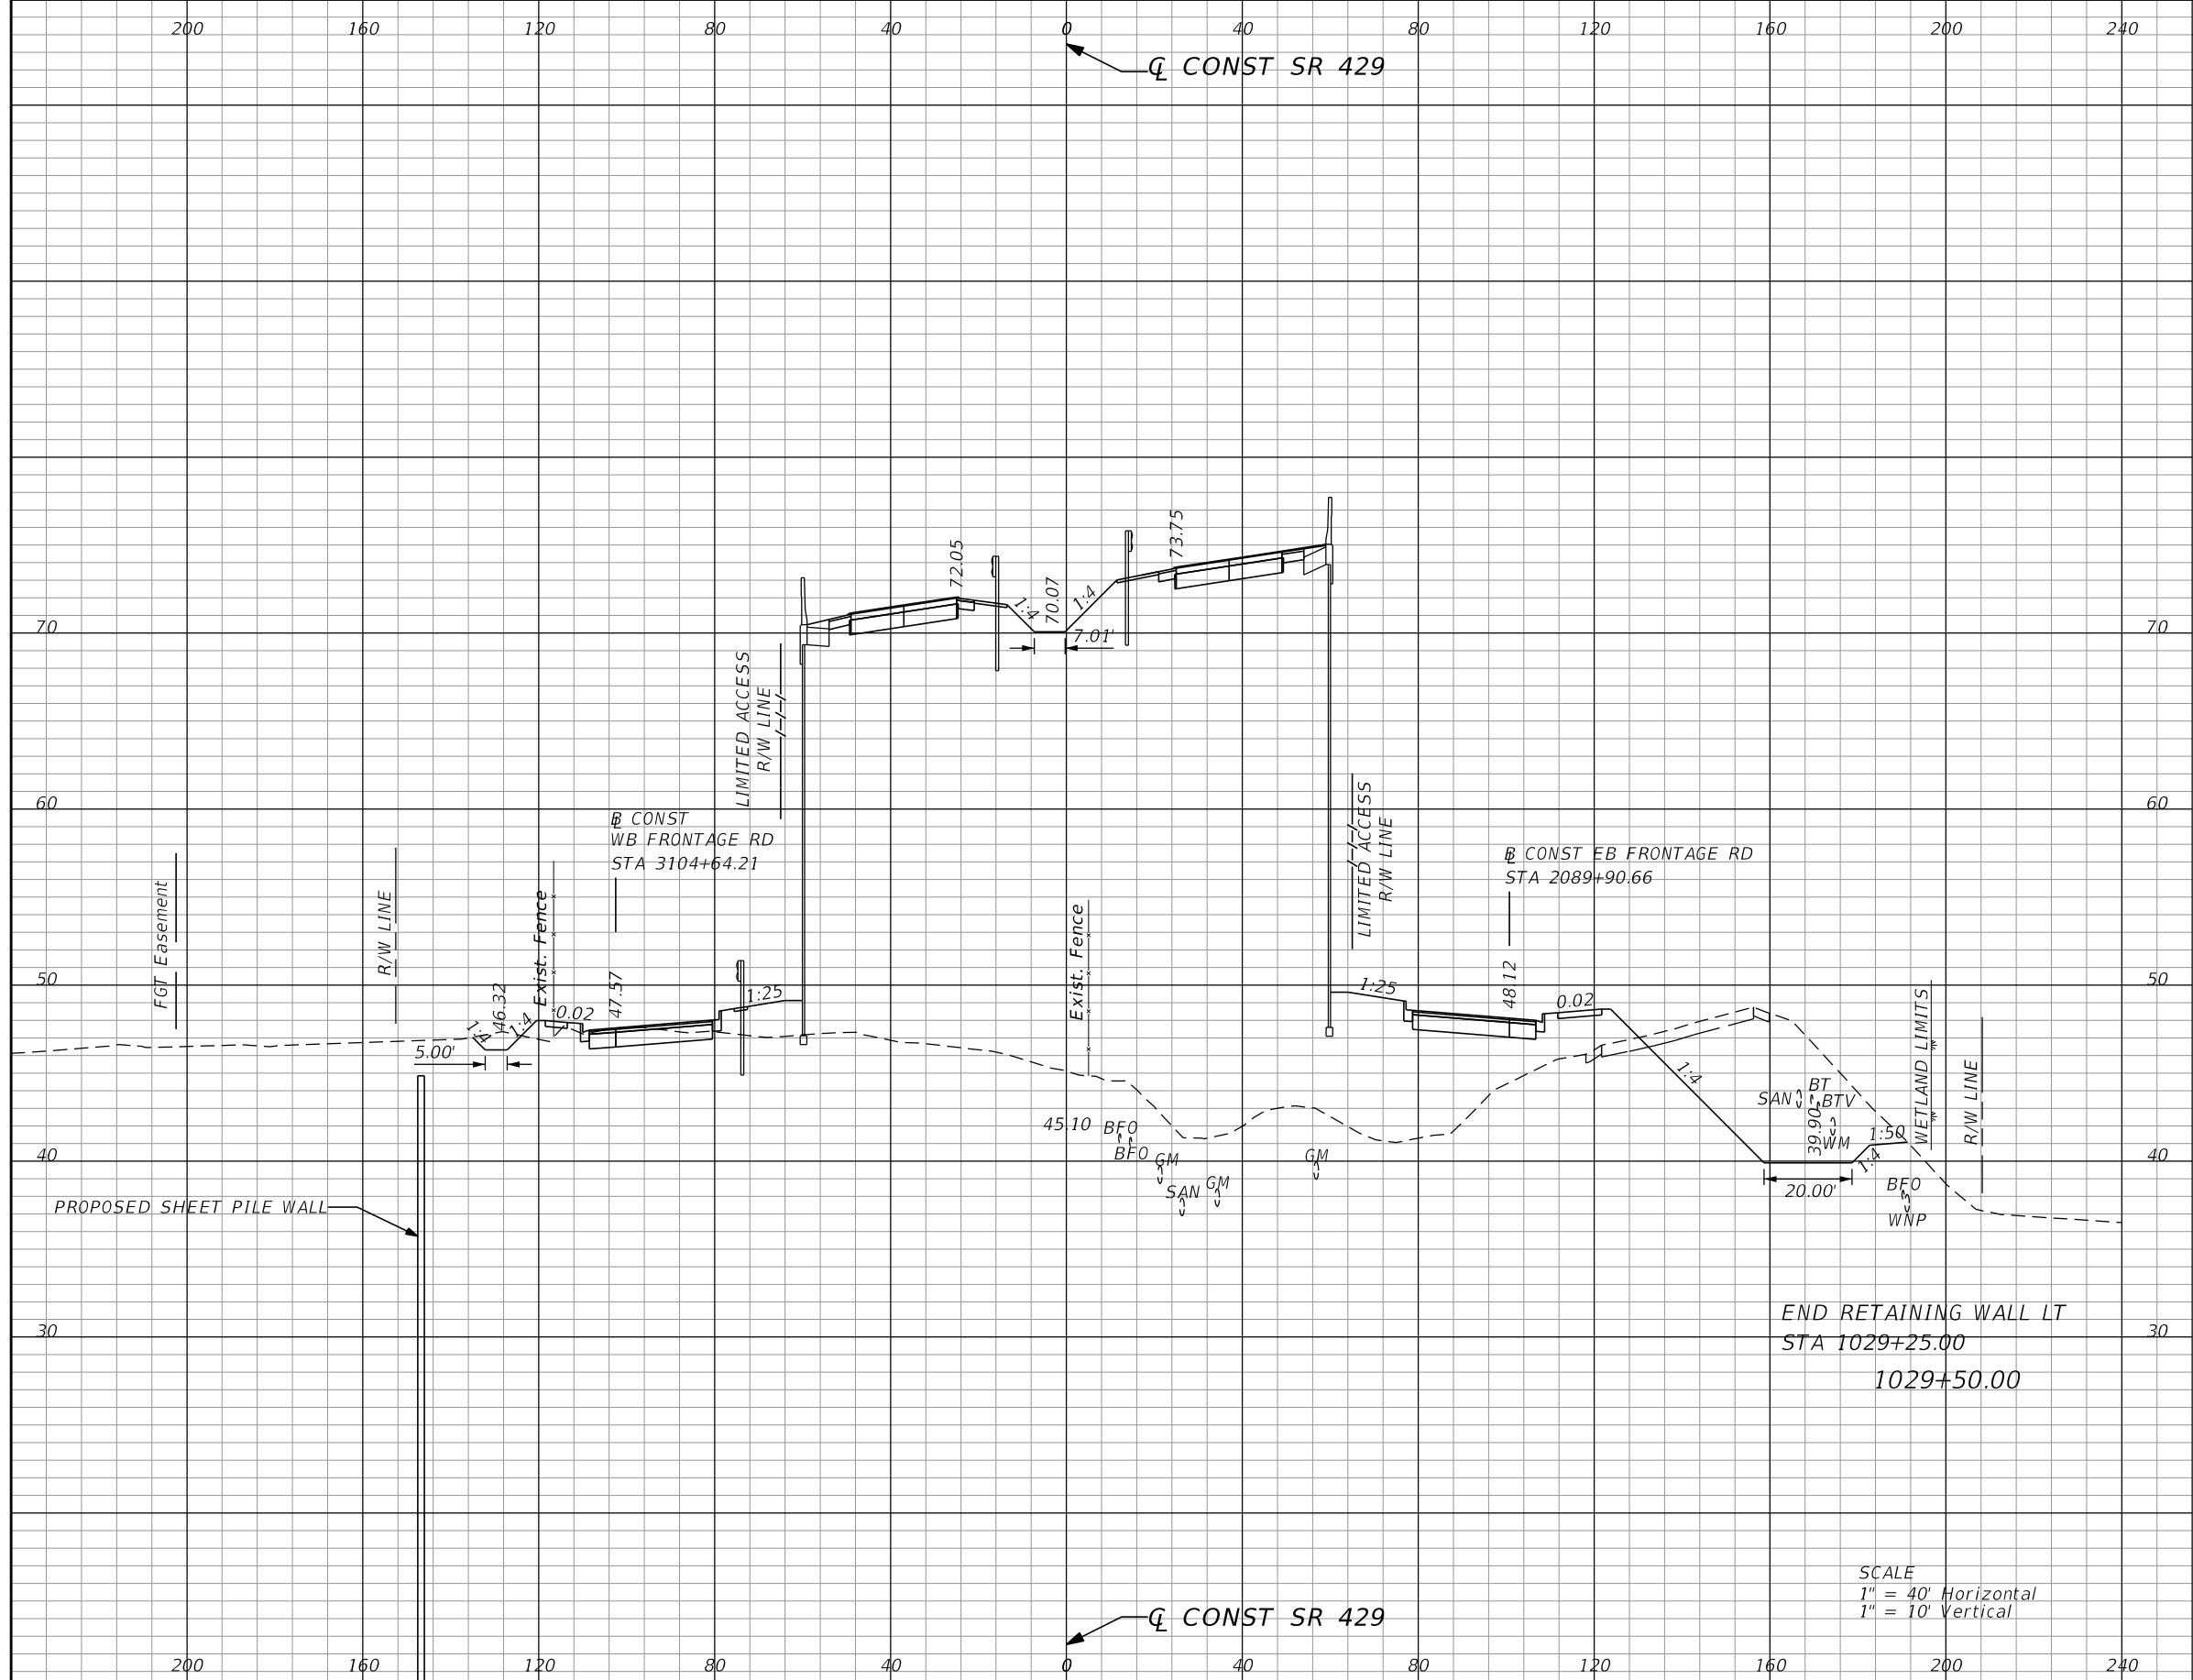 200 160 120 80 40 0 40 80 120 160 200 240
℄ CONST SR 429
73.75
72.05
1:4
70.07
1:4
7.01'
70 70
LIMITED ACCESS
R/W LINE
60 60
LIMITED ACCESS
R/W LINE
B CONST
WB FRONTAGE RD
STA 3104+64.21
B CONST EB FRONTAGE RD
STA 2089+90.66
FGT Easement
R/W LINE
Exist. Fence
Exist. Fence
50 50
1:4
46.32
1:4
0.02
47.57
1:25
1:25
48.12
0.02
5.00'
1:4
WETLAND LIMITS
R/W LINE
SAN
BT
BTV
39.90
WM
1:50
1:4
20.00'
45.10
BFO
BFO
GM
GM
SAN
GM
40 40
BFO
WNP
PROPOSED SHEET PILE WALL
30 30
END RETAINING WALL LT
STA 1029+25.00
1029+50.00
SCALE
1" = 40' Horizontal
1" = 10' Vertical
℄ CONST SR 429
200 160 120 80 40 0 40 80 120 160 200 240